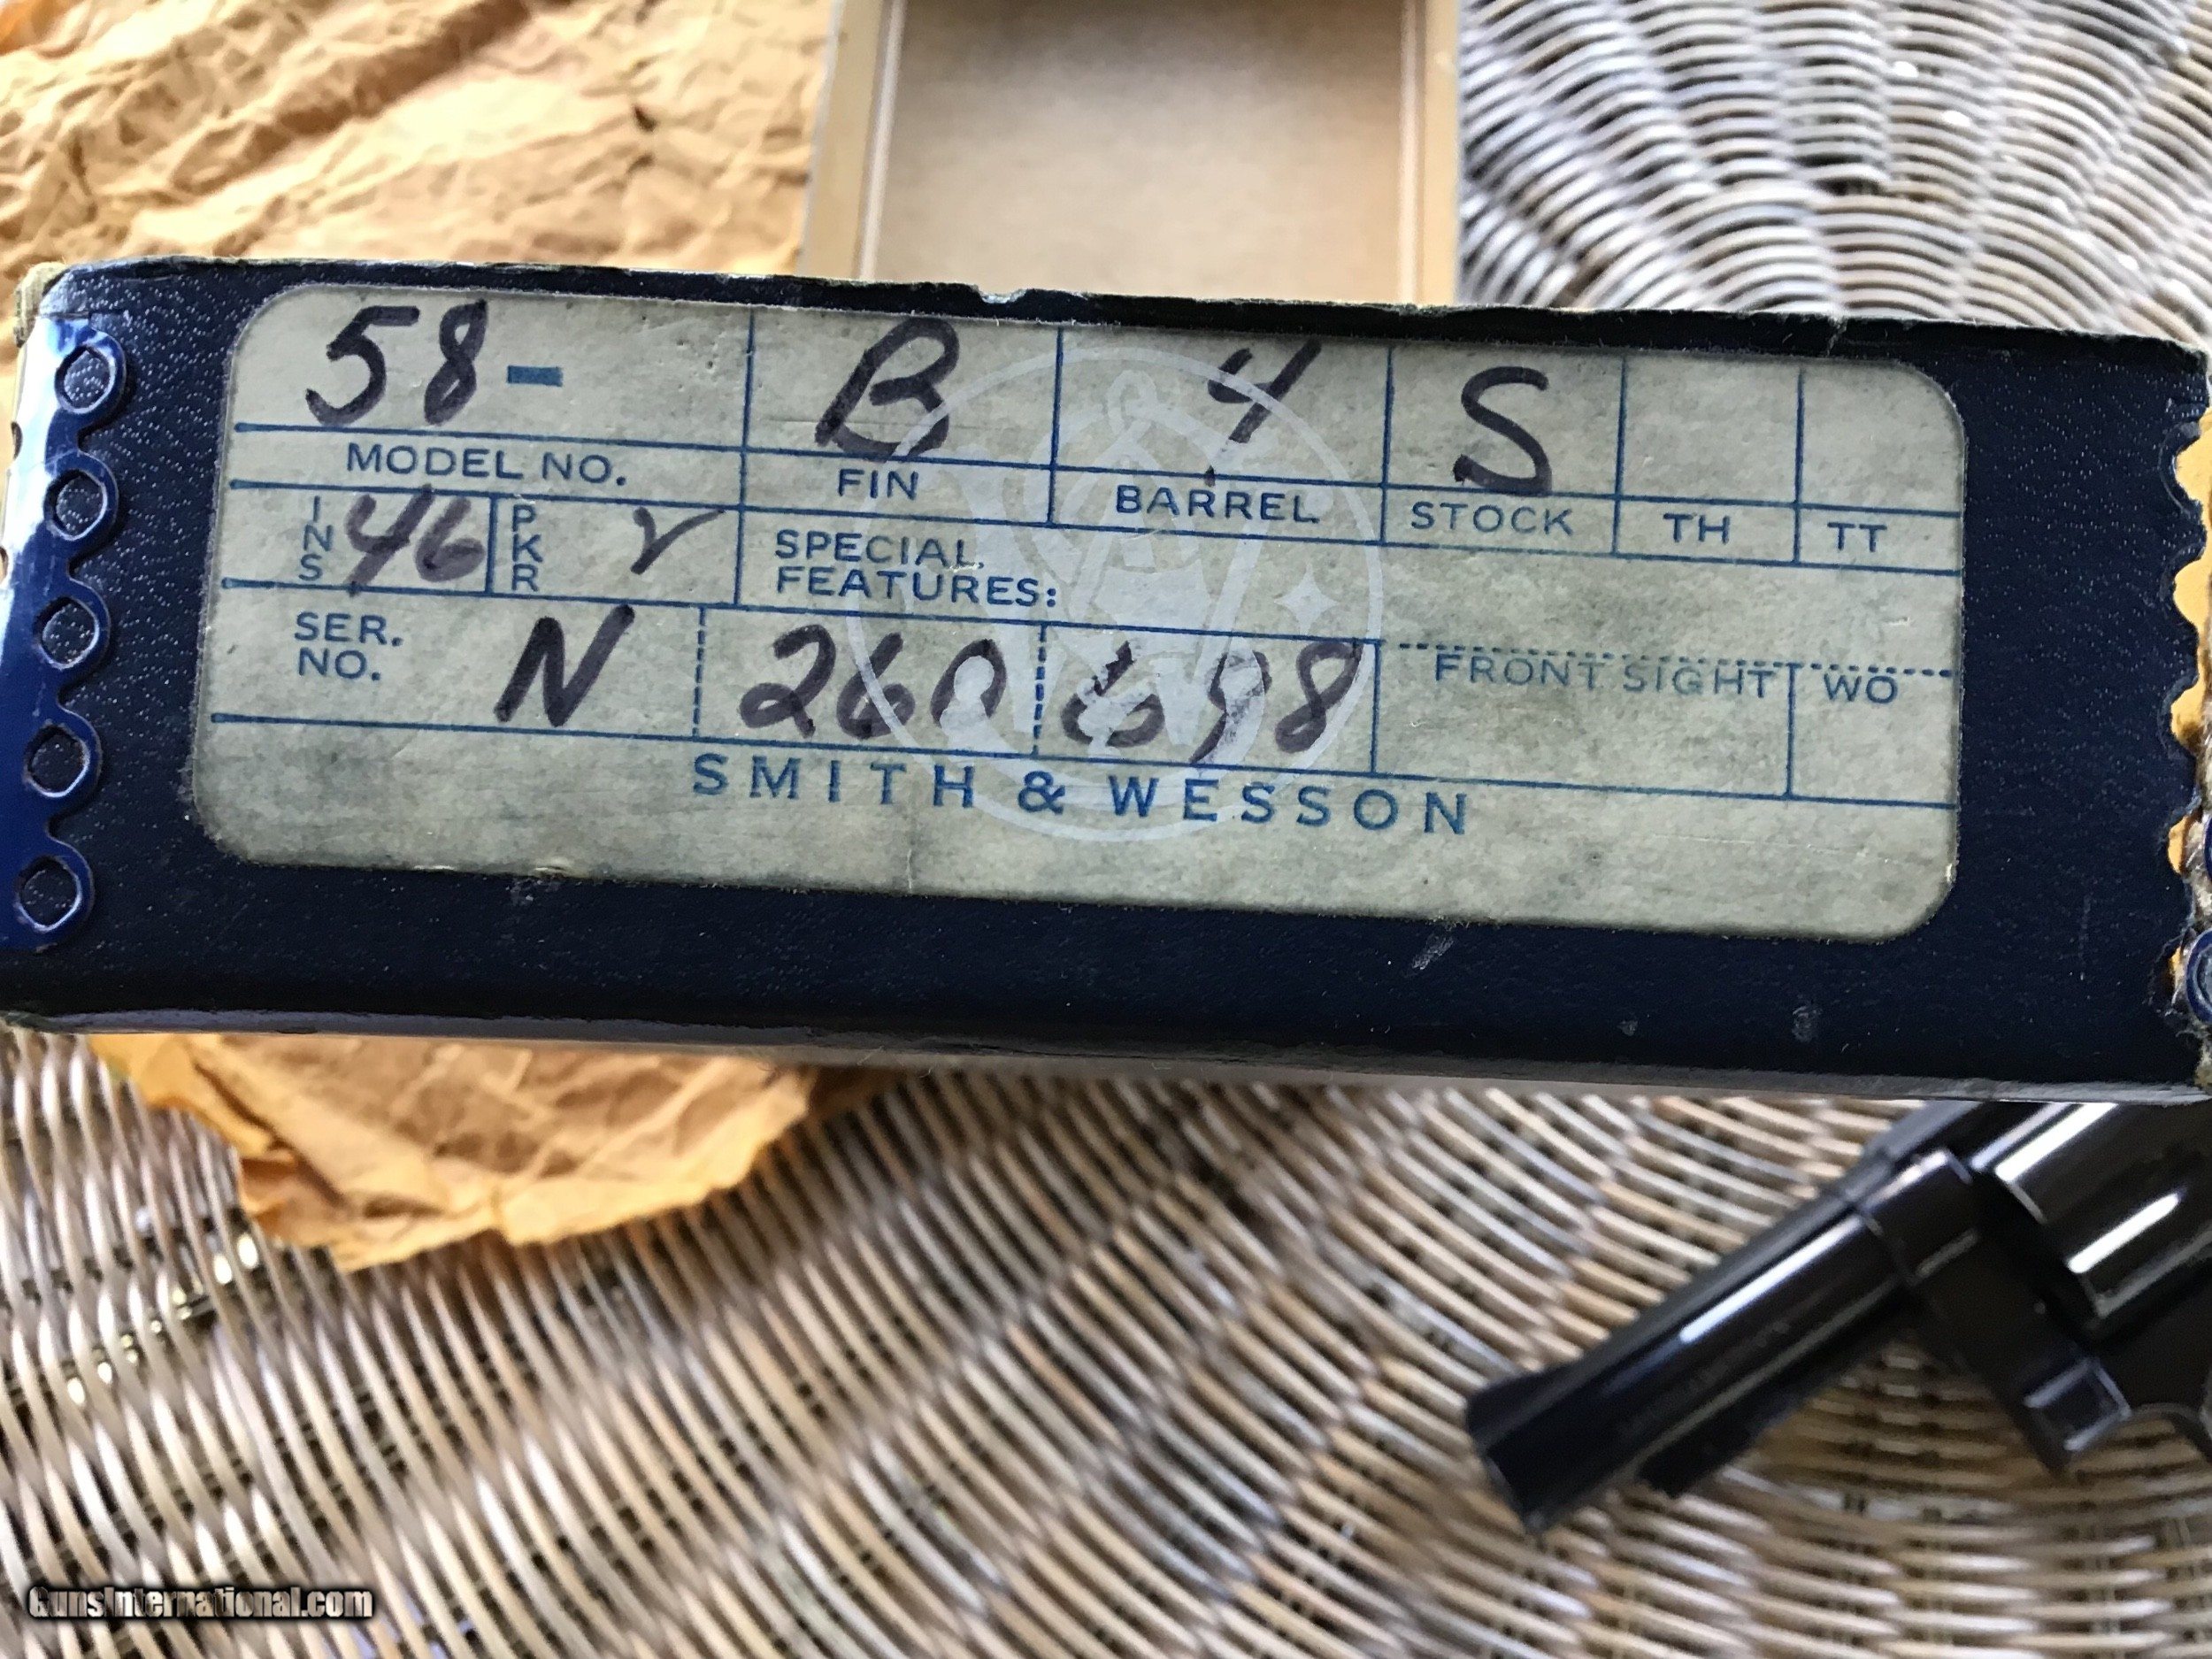 58- B 4 S
MODEL NO. FIN BARREL STOCK TH TT
INS 46 PKR r SPECIAL
FEATURES:
SER.
NO. N 260 698 FRONT SIGHT WO
SMITH & WESSON
GunsInternational.com